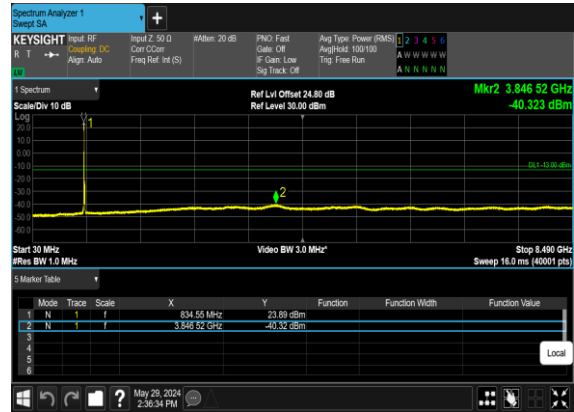 Spectrum Analyzer 1
Swept SA
+
KEYSIGHT Input: RF Input Z: 50 Ω #Atten: 20 dB PNO: Fast Avg Type: Power (RMS) 1 2 3 4 5 6
R T Coupling: DC Corr CCorr Gate: Off Avg|Hold: 100/100 A W W W W W
Align: Auto Freq Ref: Int (S) IF Gain: Low Trig: Free Run
LW Sig Track: Off A N N N N N
1 Spectrum Ref Lvl Offset 24.80 dB Mkr2 3.846 52 GHz
Scale/Div 10 dB Ref Level 30.00 dBm -40.323 dBm
Log
1
20.0
10.0
0.00
-10.0 DL1 -13.00 dBm
-20.0
-30.0
2
-40.0
-50.0
-60.0
Start 30 MHz Video BW 3.0 MHz* Stop 8.490 GHz
#Res BW 1.0 MHz Sweep 16.0 ms (40001 pts)
5 Marker Table
Mode Trace Scale X Y Function Function Width Function Value
1 N 1 f 834.55 MHz 23.89 dBm
2 N 1 f 3.846 52 GHz -40.32 dBm
3
4
5
6
Local
? May 29, 2024
2:36:34 PM